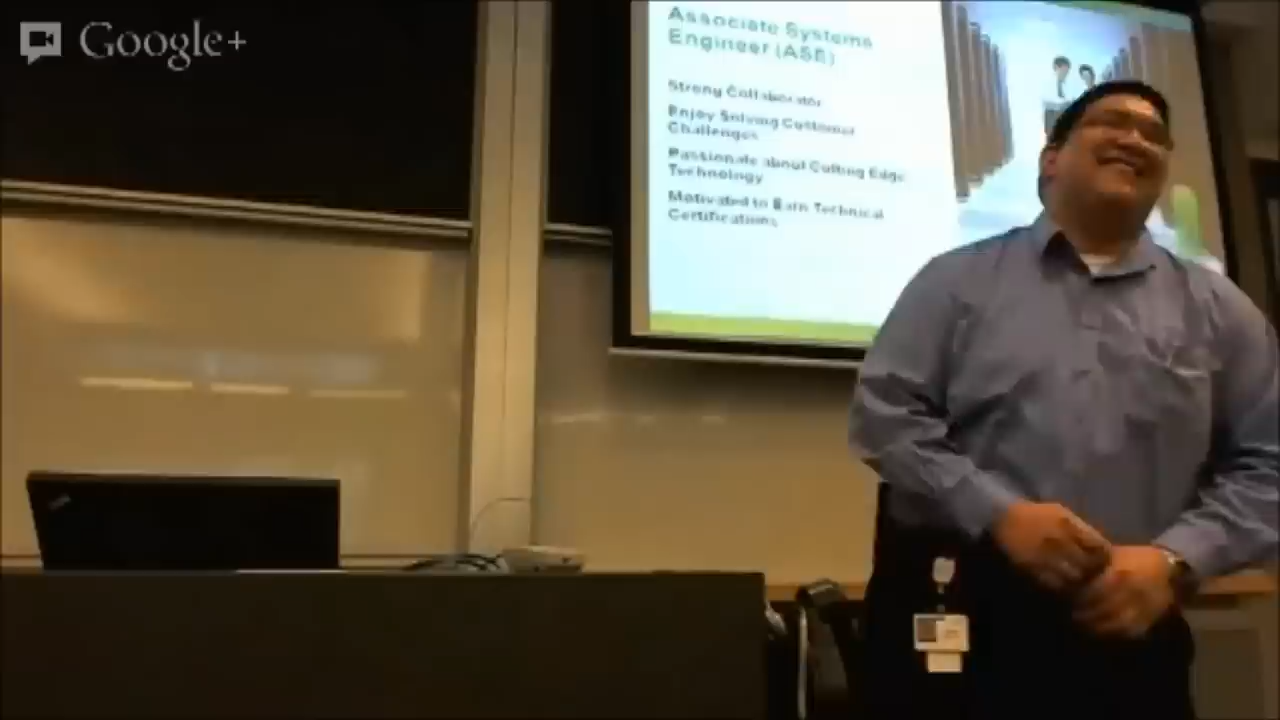 Google+
Associate Systems
Engineer (ASE)
Strong Collaborator
Enjoy Solving Customer
Challenges
Passionate about Cutting Edge
Technology
Motivated to Earn Technical
Certifications